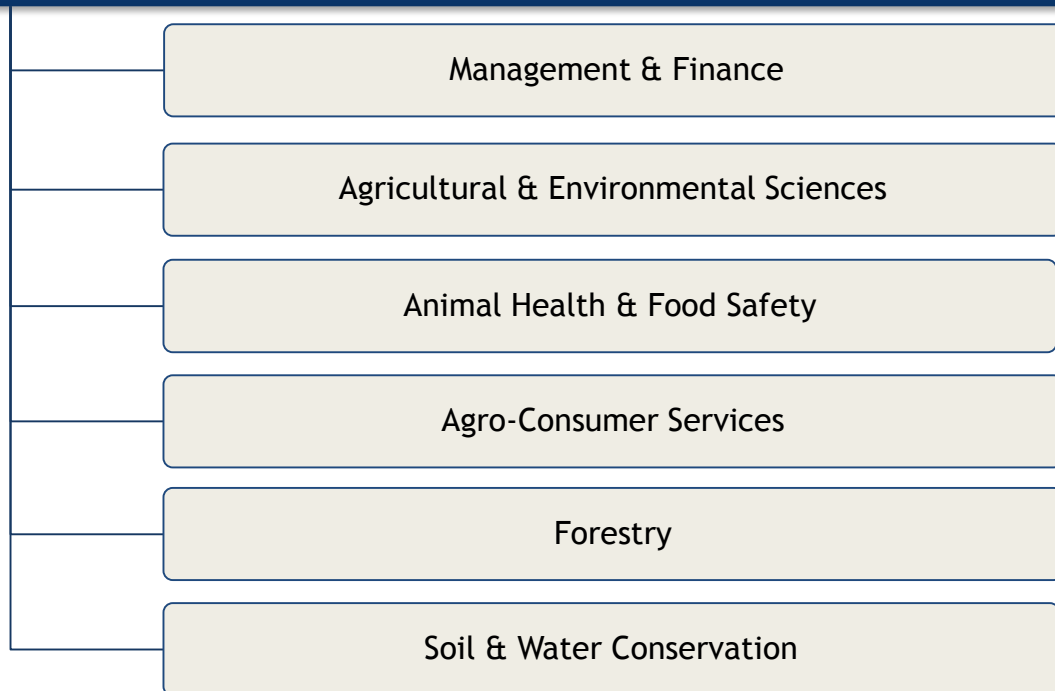 Management & Finance
Agricultural & Environmental Sciences
Animal Health & Food Safety
Agro-Consumer Services
Forestry
Soil & Water Conservation